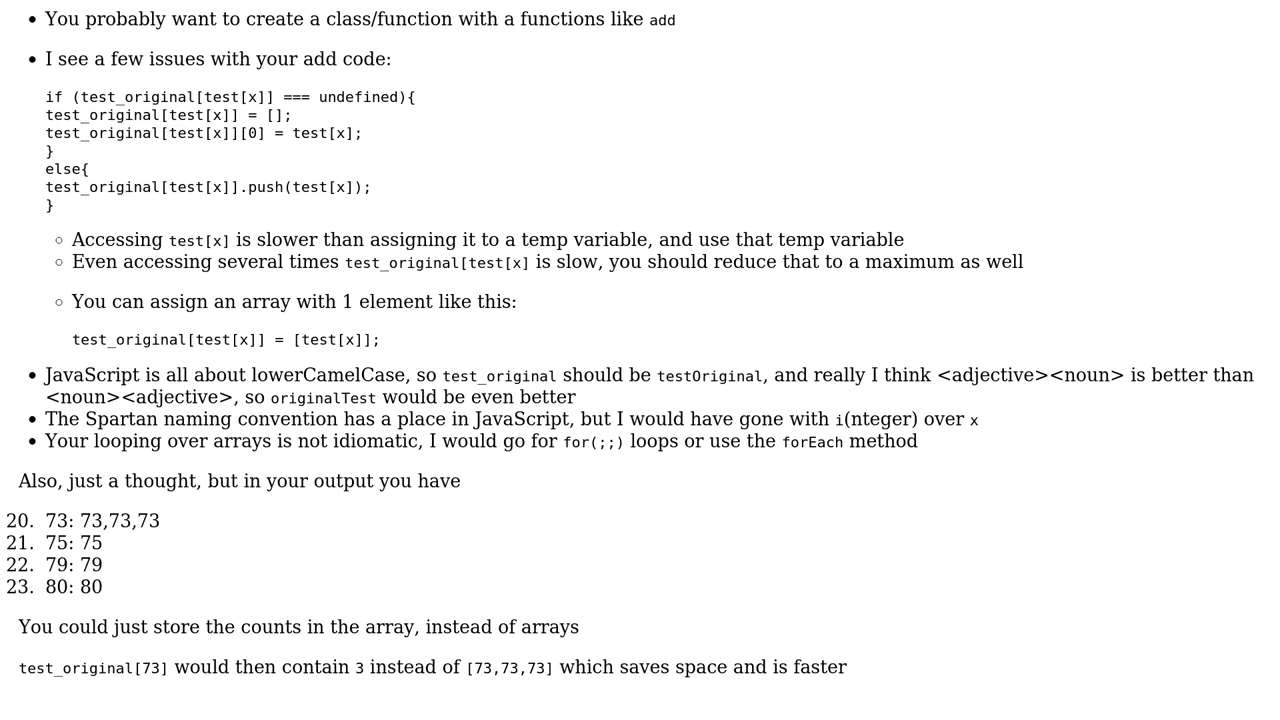 • You probably want to create a class/function with a functions like add
• I see a few issues with your add code:
if (test_original[test[x]] === undefined){
test_original[test[x]] = [];
test_original[test[x]][0] = test[x];
}
else{
test_original[test[x]].push(test[x]);
}
◦ Accessing test[x] is slower than assigning it to a temp variable, and use that temp variable
◦ Even accessing several times test_original[test[x] is slow, you should reduce that to a maximum as well
◦ You can assign an array with 1 element like this:
test_original[test[x]] = [test[x]];
• JavaScript is all about lowerCamelCase, so test_original should be testOriginal, and really I think <adjective><noun> is better than
<noun><adjective>, so originalTest would be even better
• The Spartan naming convention has a place in JavaScript, but I would have gone with i(nteger) over x
• Your looping over arrays is not idiomatic, I would go for for(;;) loops or use the forEach method
Also, just a thought, but in your output you have
20. 73: 73,73,73
21. 75: 75
22. 79: 79
23. 80: 80
You could just store the counts in the array, instead of arrays
test_original[73] would then contain 3 instead of [73,73,73] which saves space and is faster